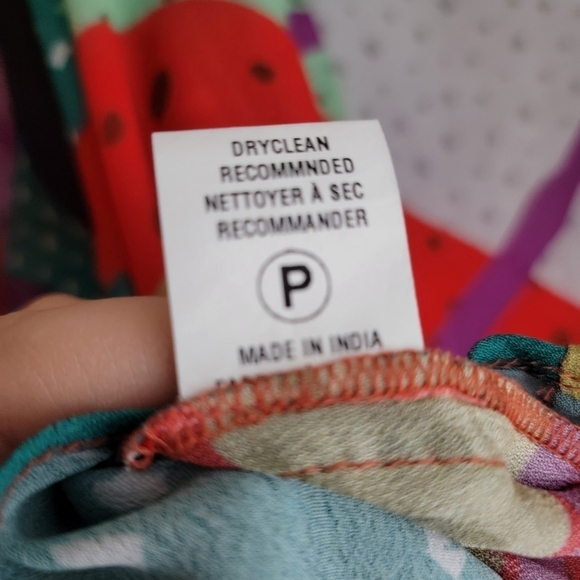 DRYCLEAN
RECOMMNDED
NETTOYER À SEC
RECOMMANDER
P
MADE IN INDIA